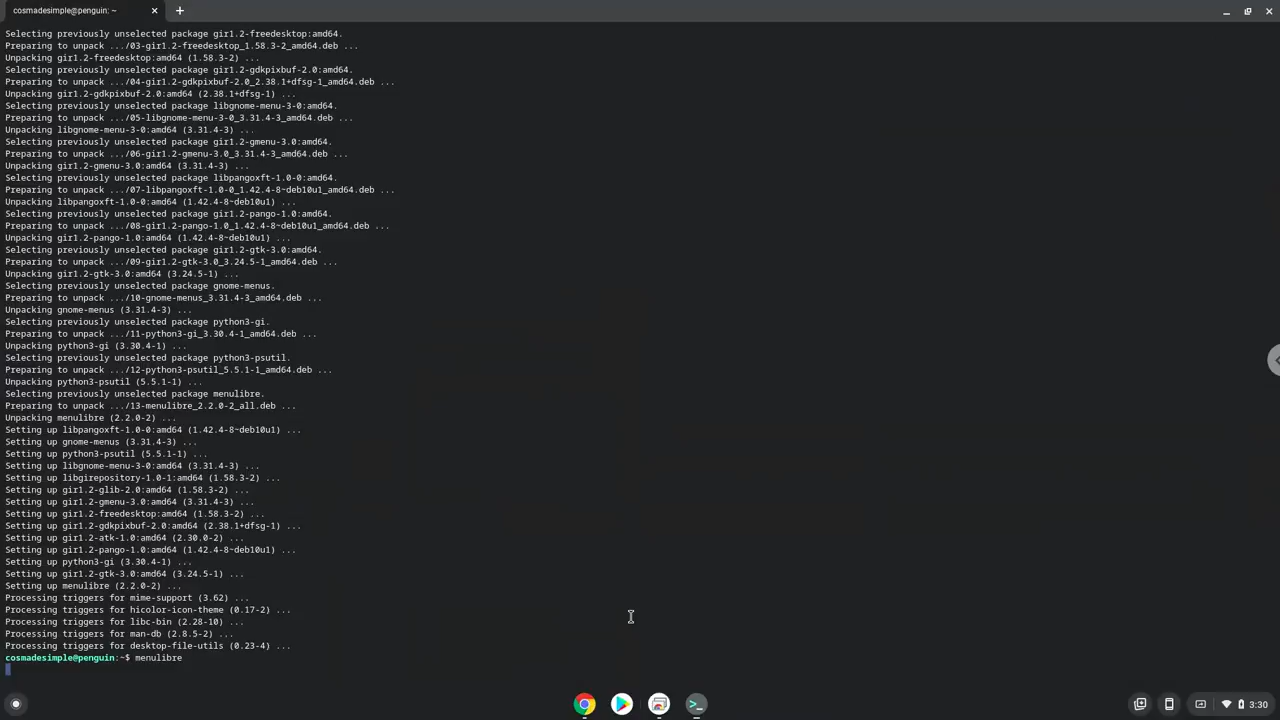 cosmadesimple@penguin: ~
Selecting previously unselected package gir1.2-freedesktop:amd64.
Preparing to unpack .../03-gir1.2-freedesktop_1.58.3-2_amd64.deb ...
Unpacking gir1.2-freedesktop:amd64 (1.58.3-2) ...
Selecting previously unselected package gir1.2-gdkpixbuf-2.0:amd64.
Preparing to unpack .../04-gir1.2-gdkpixbuf-2.0_2.38.1+dfsg-1_amd64.deb ...
Unpacking gir1.2-gdkpixbuf-2.0:amd64 (2.38.1+dfsg-1) ...
Selecting previously unselected package libgnome-menu-3-0:amd64.
Preparing to unpack .../05-libgnome-menu-3-0_3.31.4-3_amd64.deb ...
Unpacking libgnome-menu-3-0:amd64 (3.31.4-3) ...
Selecting previously unselected package gir1.2-gmenu-3.0:amd64.
Preparing to unpack .../06-gir1.2-gmenu-3.0_3.31.4-3_amd64.deb ...
Unpacking gir1.2-gmenu-3.0:amd64 (3.31.4-3) ...
Selecting previously unselected package libpangoxft-1.0-0:amd64.
Preparing to unpack .../07-libpangoxft-1.0-0_1.42.4-8~deb10u1_amd64.deb ...
Unpacking libpangoxft-1.0-0:amd64 (1.42.4-8~deb10u1) ...
Selecting previously unselected package gir1.2-pango-1.0:amd64.
Preparing to unpack .../08-gir1.2-pango-1.0_1.42.4-8~deb10u1_amd64.deb ...
Unpacking gir1.2-pango-1.0:amd64 (1.42.4-8~deb10u1) ...
Selecting previously unselected package gir1.2-gtk-3.0:amd64.
Preparing to unpack .../09-gir1.2-gtk-3.0_3.24.5-1_amd64.deb ...
Unpacking gir1.2-gtk-3.0:amd64 (3.24.5-1) ...
Selecting previously unselected package gnome-menus.
Preparing to unpack .../10-gnome-menus_3.31.4-3_amd64.deb ...
Unpacking gnome-menus (3.31.4-3) ...
Selecting previously unselected package python3-gi.
Preparing to unpack .../11-python3-gi_3.30.4-1_amd64.deb ...
Unpacking python3-gi (3.30.4-1) ...
Selecting previously unselected package python3-psutil.
Preparing to unpack .../12-python3-psutil_5.5.1-1_amd64.deb ...
Unpacking python3-psutil (5.5.1-1) ...
Selecting previously unselected package menulibre.
Preparing to unpack .../13-menulibre_2.2.0-2_all.deb ...
Unpacking menulibre (2.2.0-2) ...
Setting up libpangoxft-1.0-0:amd64 (1.42.4-8~deb10u1) ...
Setting up gnome-menus (3.31.4-3) ...
Setting up python3-psutil (5.5.1-1) ...
Setting up libgnome-menu-3-0:amd64 (3.31.4-3) ...
Setting up libgirepository-1.0-1:amd64 (1.58.3-2) ...
Setting up gir1.2-glib-2.0:amd64 (1.58.3-2) ...
Setting up gir1.2-gmenu-3.0:amd64 (3.31.4-3) ...
Setting up gir1.2-freedesktop:amd64 (1.58.3-2) ...
Setting up gir1.2-gdkpixbuf-2.0:amd64 (2.38.1+dfsg-1) ...
Setting up gir1.2-atk-1.0:amd64 (2.30.0-2) ...
Setting up gir1.2-pango-1.0:amd64 (1.42.4-8~deb10u1) ...
Setting up python3-gi (3.30.4-1) ...
Setting up gir1.2-gtk-3.0:amd64 (3.24.5-1) ...
Setting up menulibre (2.2.0-2) ...
Processing triggers for mime-support (3.62) ...
Processing triggers for hicolor-icon-theme (0.17-2) ...
Processing triggers for libc-bin (2.28-10) ...
Processing triggers for man-db (2.8.5-2) ...
Processing triggers for desktop-file-utils (0.23-4) ...
cosmadesimple@penguin:~$ menulibre
3:30